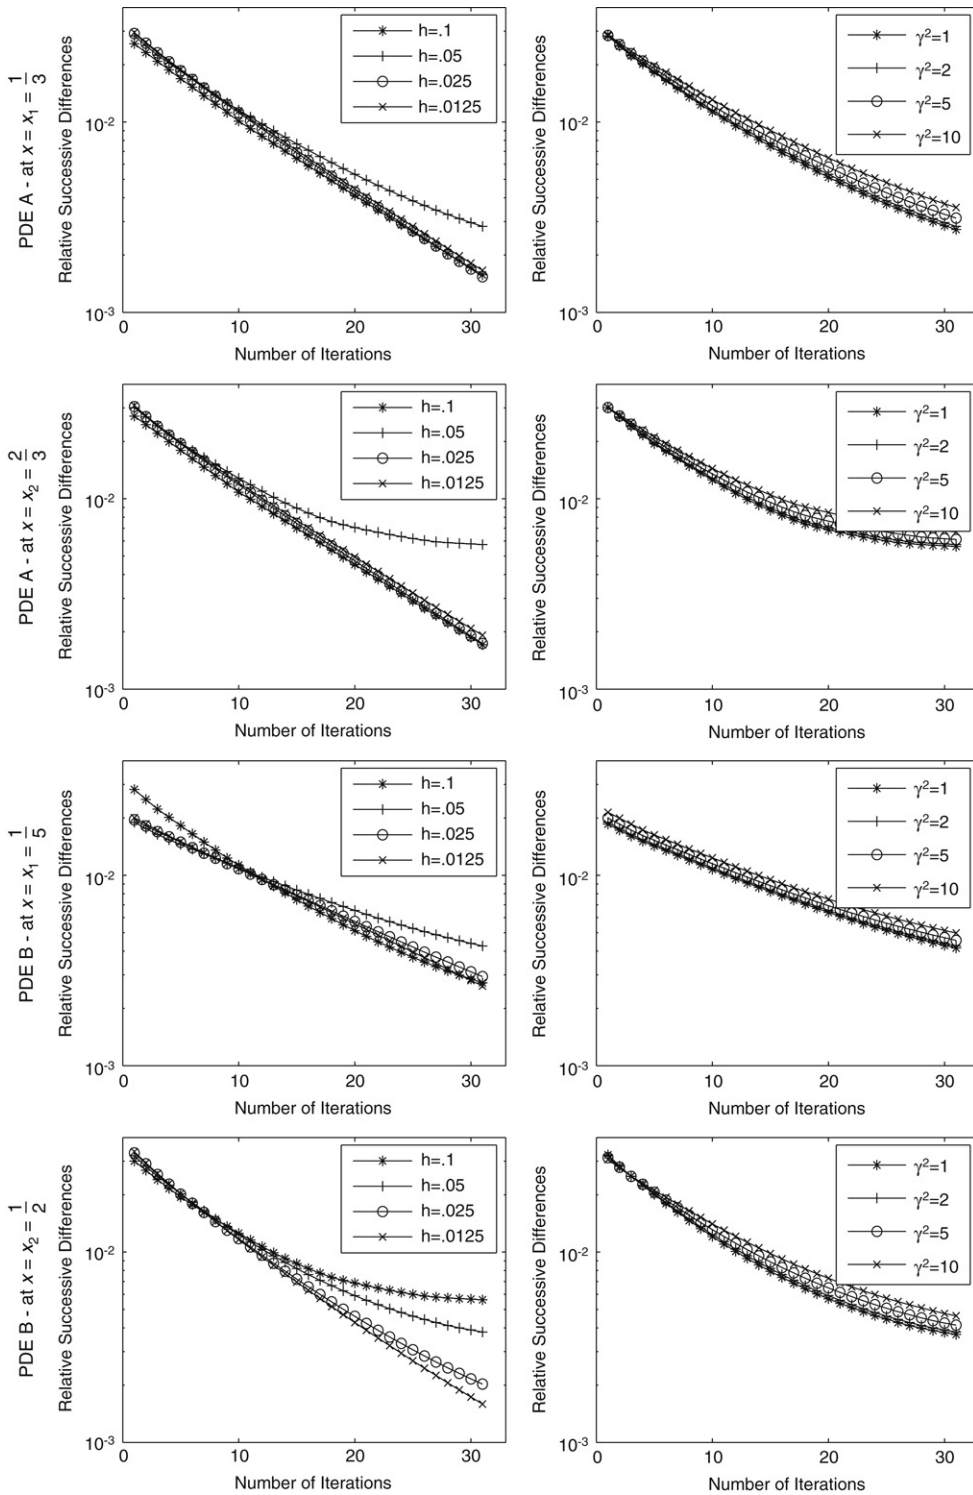 PDE A - at x = x1 = 1/3
Relative Successive Differences
10-2
10-3
0
10
20
30
Number of Iterations
h=.1
h=.05
h=.025
h=.0125
Relative Successive Differences
10-2
10-3
0
10
20
30
Number of Iterations
γ2=1
γ2=2
γ2=5
γ2=10
PDE A - at x = x2 = 2/3
Relative Successive Differences
10-2
10-3
0
10
20
30
Number of Iterations
h=.1
h=.05
h=.025
h=.0125
Relative Successive Differences
10-2
10-3
0
10
20
30
Number of Iterations
γ2=1
γ2=2
γ2=5
γ2=10
PDE B - at x = x1 = 1/5
Relative Successive Differences
10-2
10-3
0
10
20
30
Number of Iterations
h=.1
h=.05
h=.025
h=.0125
Relative Successive Differences
10-2
10-3
0
10
20
30
Number of Iterations
γ2=1
γ2=2
γ2=5
γ2=10
PDE B - at x = x2 = 1/2
Relative Successive Differences
10-2
10-3
0
10
20
30
Number of Iterations
h=.1
h=.05
h=.025
h=.0125
Relative Successive Differences
10-2
10-3
0
10
20
30
Number of Iterations
γ2=1
γ2=2
γ2=5
γ2=10